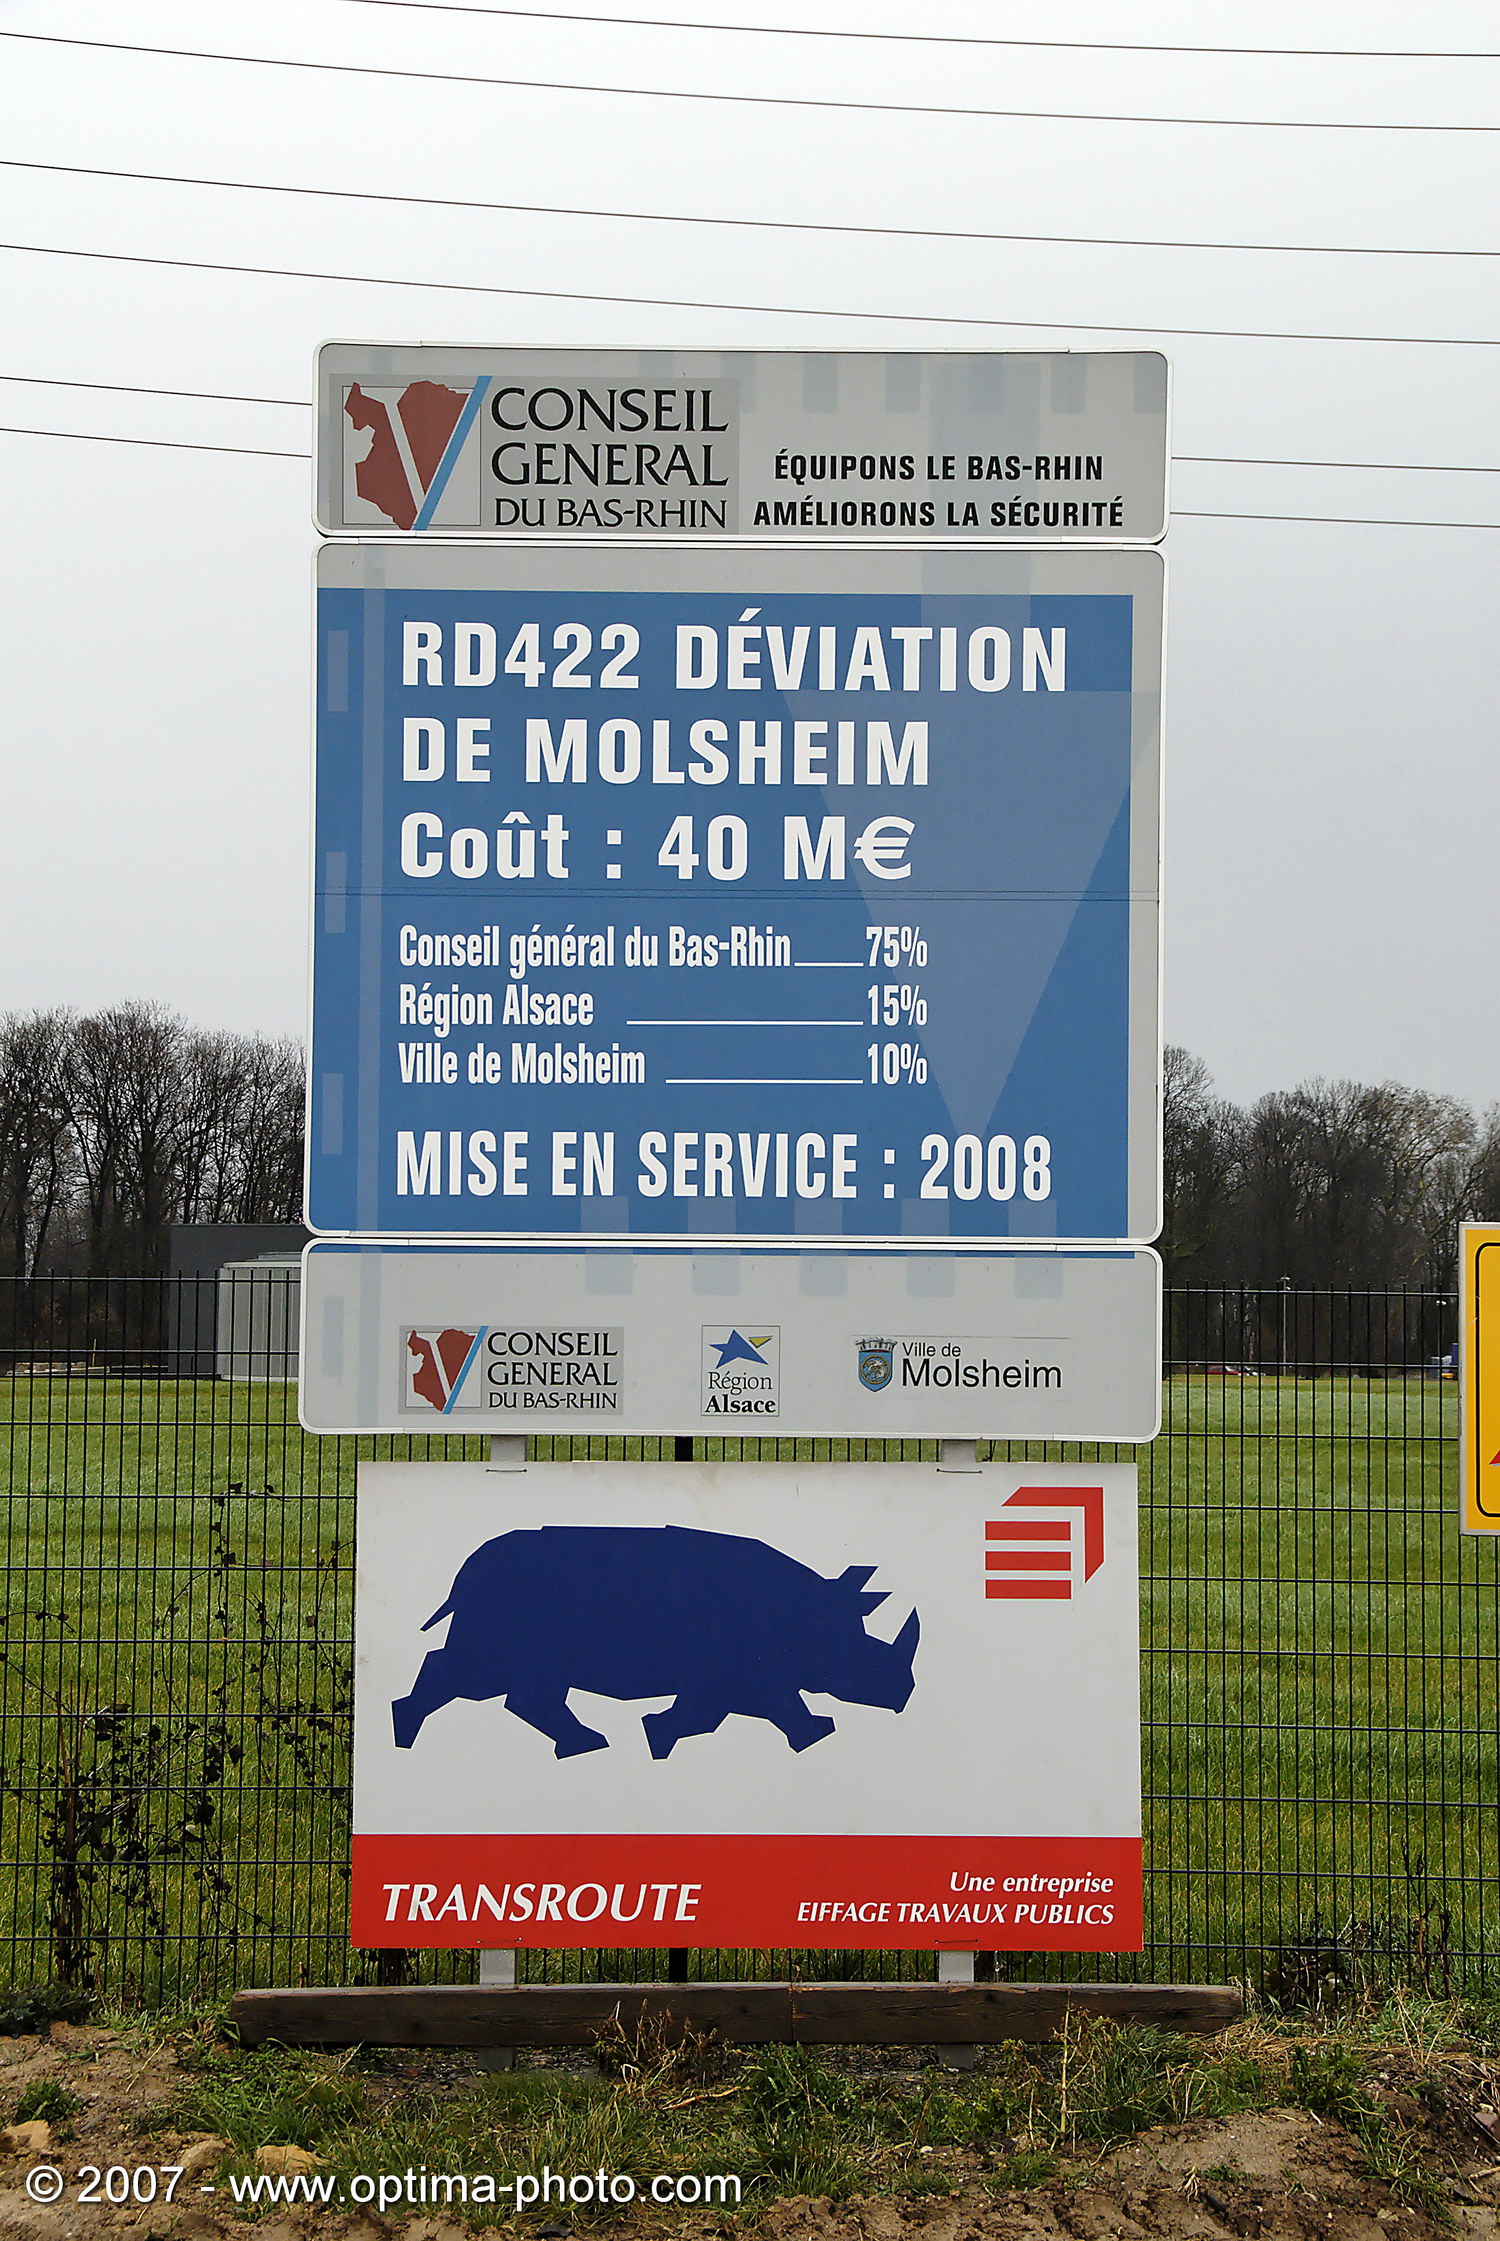 CONSEIL
GENERAL
DU BAS-RHIN
ÉQUIPONS LE BAS-RHIN
AMÉLIORONS LA SÉCURITÉ
RD422 DÉVIATION
DE MOLSHEIM
Coût : 40 M€
Conseil général du Bas-Rhin 75%
Région Alsace 15%
Ville de Molsheim 10%
MISE EN SERVICE : 2008
CONSEIL
GENERAL
DU BAS-RHIN
Région
Alsace
Ville de
Molsheim
TRANSROUTE
Une entreprise
EIFFAGE TRAVAUX PUBLICS
© 2007 - www.optima-photo.com